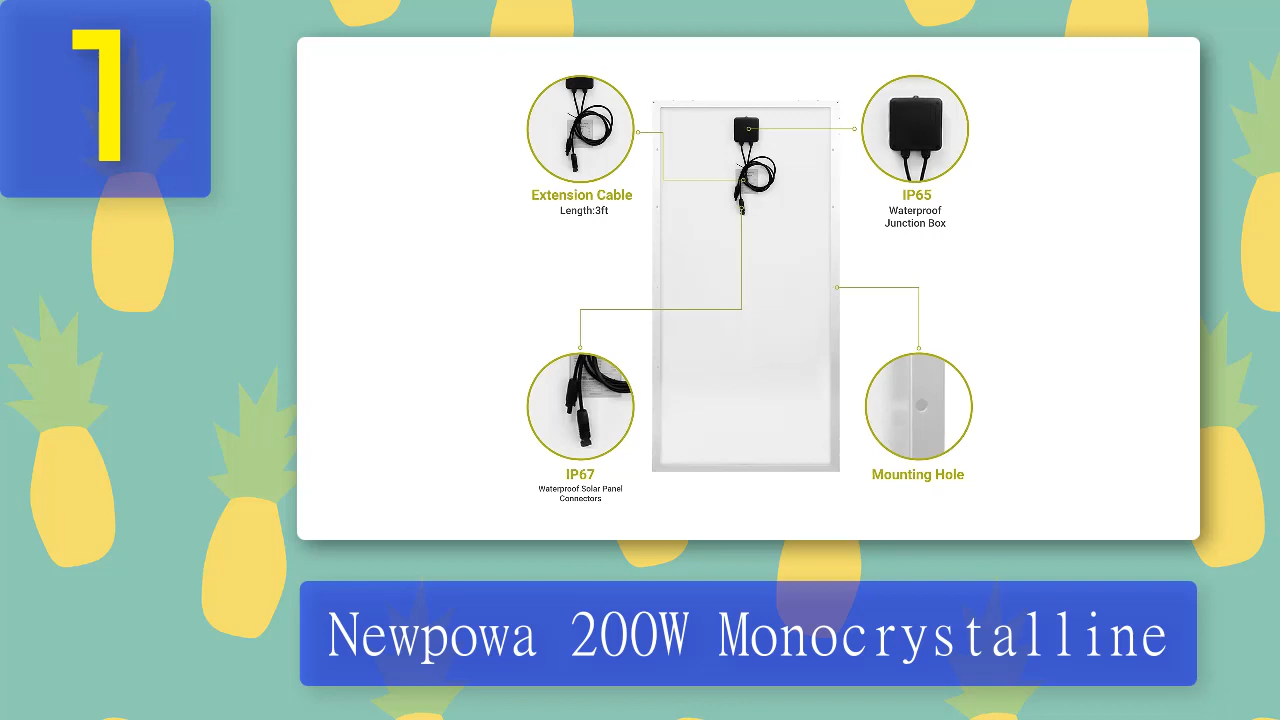 1
Extension Cable
Length:3ft
IP65
Waterproof
Junction Box
IP67
Waterproof Solar Panel
Connectors
Mounting Hole
Newpowa 200W Monocrystalline